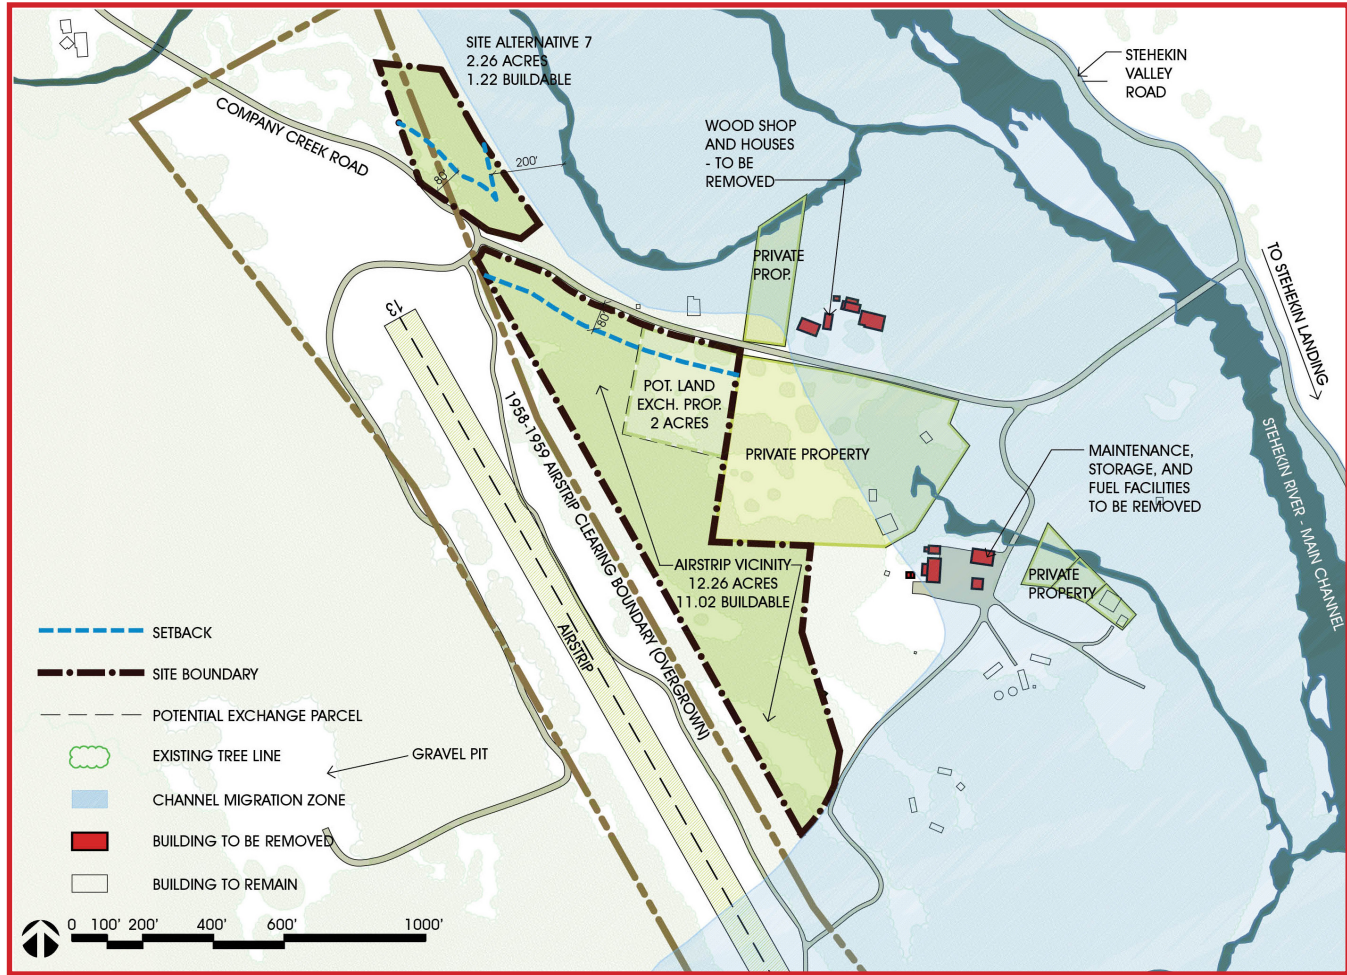 SITE ALTERNATIVE 7
2.26 ACRES
1.22 BUILDABLE
STEHEKIN
VALLEY
ROAD
COMPANY CREEK ROAD
WOOD SHOP
AND HOUSES
- TO BE
REMOVED
200'
80'
TO STEHEKIN LANDING
PRIVATE
PROP.
13
80'
POT. LAND
EXCH. PROP.
2 ACRES
1958-1959 AIRSTRIP CLEARING BOUNDARY (OVERGROWN)
PRIVATE PROPERTY
MAINTENANCE,
STORAGE, AND
FUEL FACILITIES
TO BE REMOVED
STEHEKIN RIVER - MAIN CHANNEL
AIRSTRIP VICINITY
12.26 ACRES
11.02 BUILDABLE
PRIVATE
PROPERTY
AIRSTRIP
SETBACK
SITE BOUNDARY
POTENTIAL EXCHANGE PARCEL
EXISTING TREE LINE
GRAVEL PIT
CHANNEL MIGRATION ZONE
BUILDING TO BE REMOVED
BUILDING TO REMAIN
0 100' 200' 400' 600' 1000'